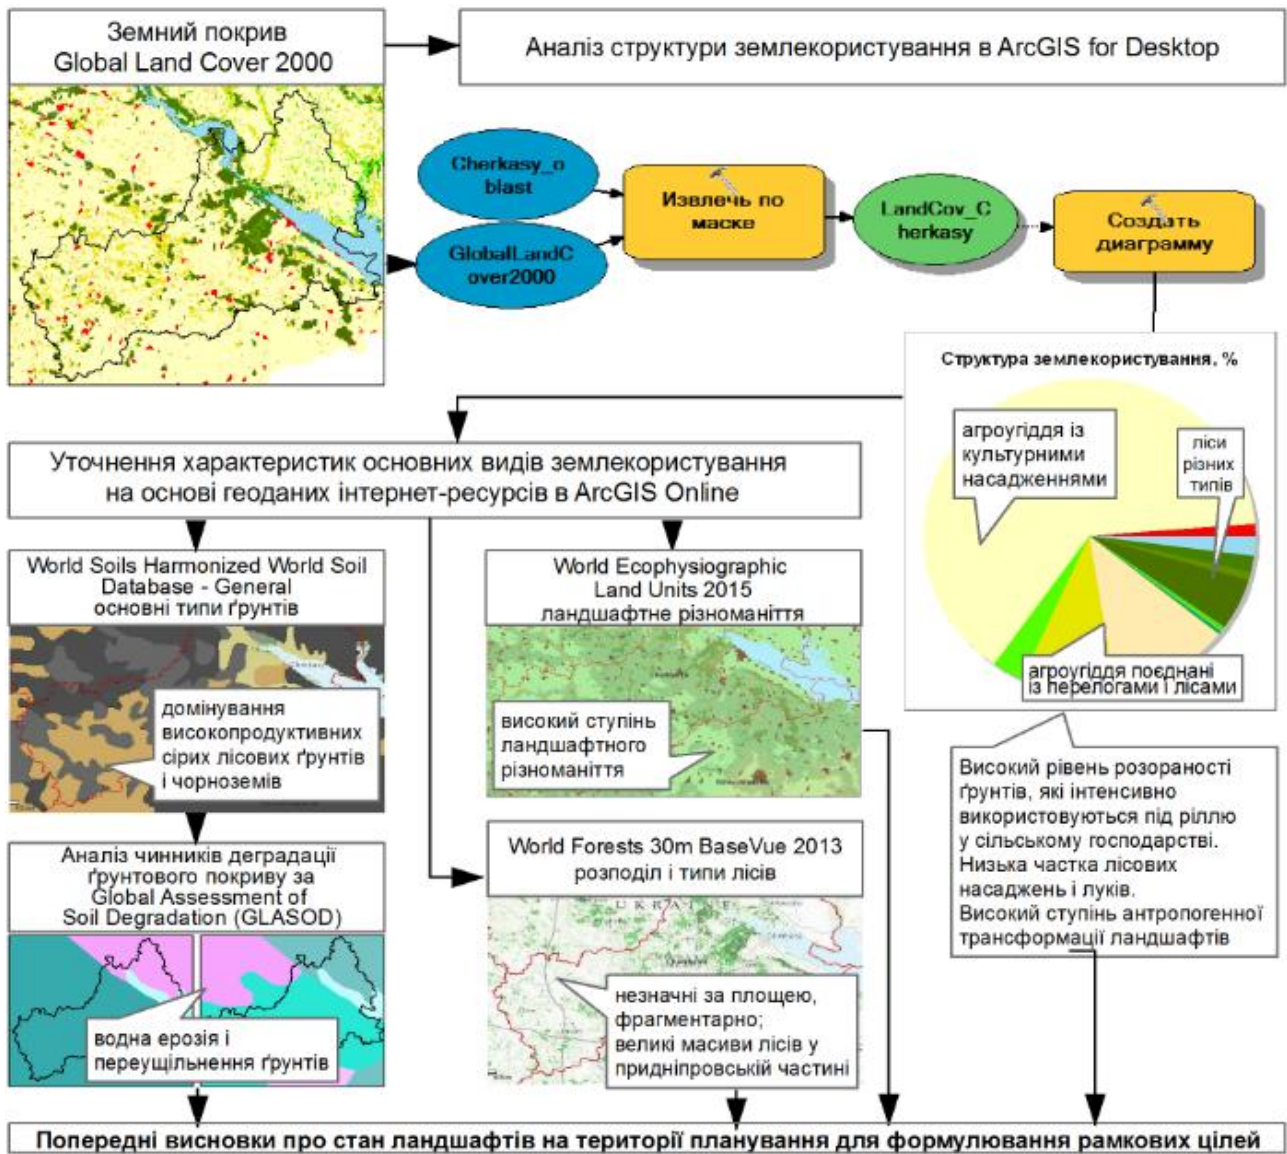 Земний покрив
Global Land Cover 2000
Аналіз структури землекористування в ArcGIS for Desktop
Cherkasy_o
blast
GlobalLandC
over2000
Извлечь по
маске
LandCov_C
herkasy
Создать
диаграмму
Структура землекористування, %
агроугіддя із
культурними
насадженнями
ліси
різних
типів
агроугіддя поєднані
із перелогами і лісами
Уточнення характеристик основних видів землекористування
на основі геоданих інтернет-ресурсів в ArcGIS Online
World Soils Harmonized World Soil
Database - General
основні типи ґрунтів
домінування
високопродуктивних
сірих лісових ґрунтів
і чорноземів
World Ecophysiographic
Land Units 2015
ландшафтне різноманіття
високий ступінь
ландшафтного
різноманіття
Високий рівень розораності
ґрунтів, які інтенсивно
використовуються під ріллю
у сільському господарстві.
Низька частка лісових
насаджень і луків.
Високий ступінь антропогенної
трансформації ландшафтів
Аналіз чинників деградації
ґрунтового покриву за
Global Assessment of
Soil Degradation (GLASOD)
водна ерозія і
переущільнення ґрунтів
World Forests 30m BaseVue 2013
розподіл і типи лісів
UKRAINE
незначні за площею,
фрагментарно;
великі масиви лісів у
придніпровській частині
Попередні висновки про стан ландшафтів на території планування для формулювання рамкових цілей